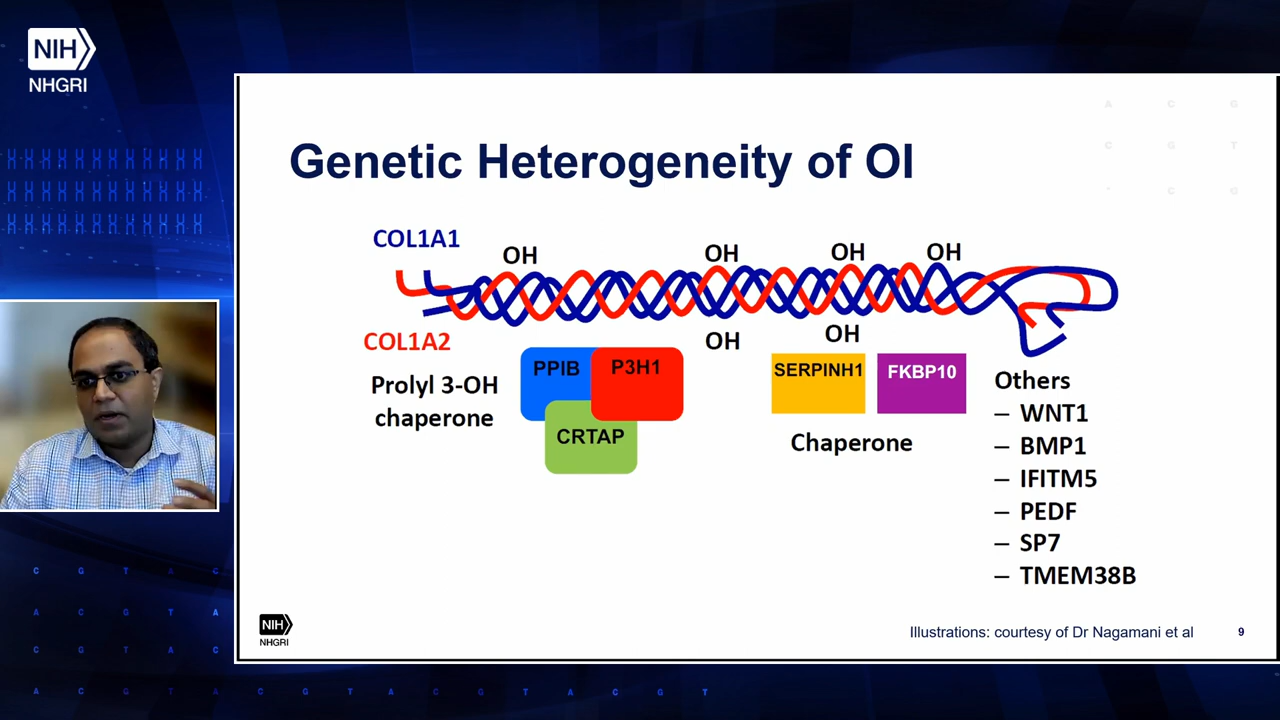 NIH
NHGRI
Genetic Heterogeneity of OI
COL1A1
OH
OH
OH
OH
COL1A2
OH
OH
Prolyl 3-OH
chaperone
PPIB
P3H1
CRTAP
SERPINH1
FKBP10
Chaperone
Others
– WNT1
– BMP1
– IFITM5
– PEDF
– SP7
– TMEM38B
NIH
NHGRI
Illustrations: courtesy of Dr Nagamani et al
9
A C G
C G T
C G
C G T A C
A C G T A
C G T A C
A C G T A C G T A C G T A C G T